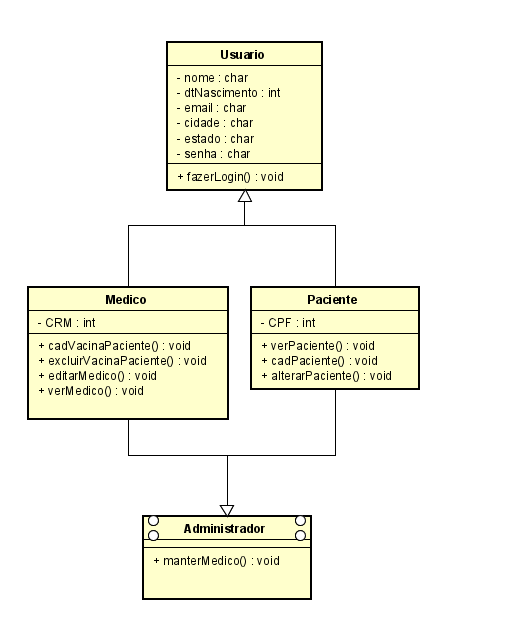 Usuario
- nome : char
- dtNascimento : int
- email : char
- cidade : char
- estado : char
- senha : char
+ fazerLogin() : void
Medico
- CRM : int
+ cadVacinaPaciente() : void
+ excluirVacinaPaciente() : void
+ editarMedico() : void
+ verMedico() : void
Paciente
- CPF : int
+ verPaciente() : void
+ cadPaciente() : void
+ alterarPaciente() : void
Administrador
+ manterMedico() : void